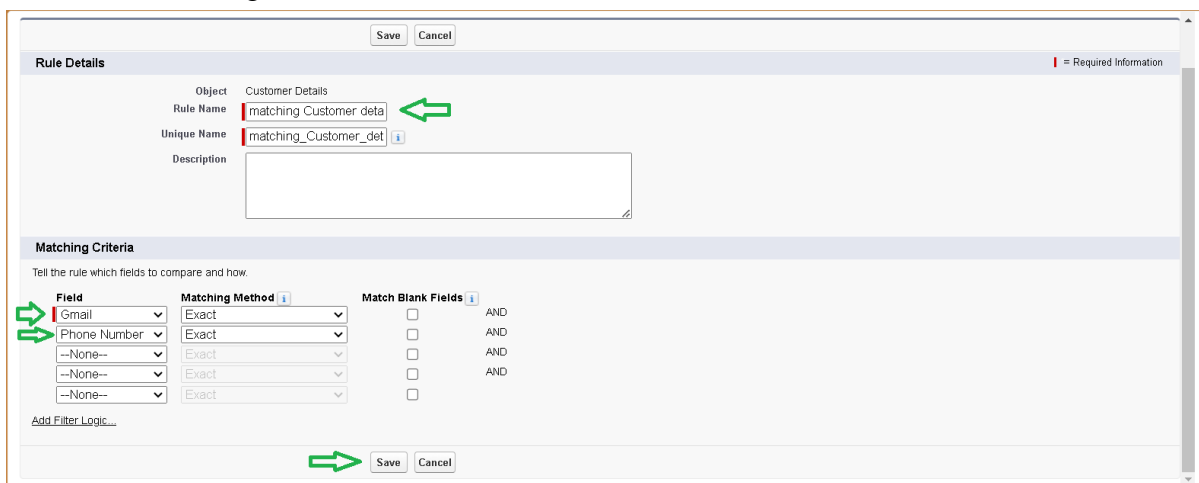 Save Cancel
Rule Details = Required Information
Object Customer Details
Rule Name matching Customer deta
Unique Name matching_Customer_det i
Description
Matching Criteria
Tell the rule which fields to compare and how.
Field Matching Method i Match Blank Fields i
Gmail Exact AND
Phone Number Exact AND
--None-- Exact AND
--None-- Exact AND
--None-- Exact
Add Filter Logic...
Save Cancel